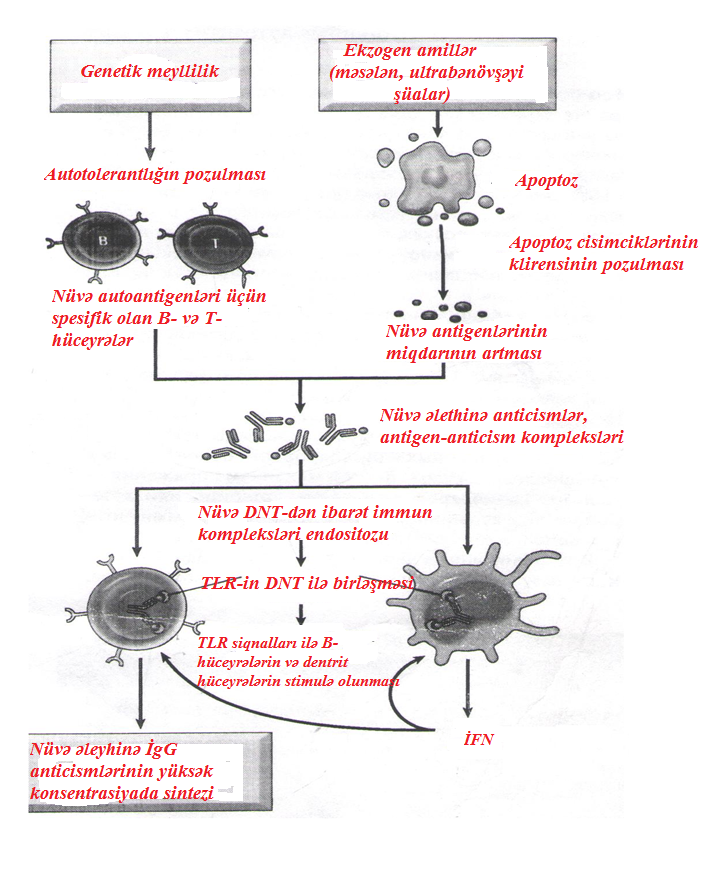 Genetik meyllilik
Ekzogen amillər
(məsələn, ultrabənövşəyi
şüalar)
Autotolerantlığın pozulması
Apoptoz
B
T
Apoptoz cisimciklərinin
klirensinin pozulması
Nüvə autoantigenləri üçün
spesifik olan B- və T-
hüceyrələr
Nüvə antigenlərinin
miqdarının artması
Nüvə əlethinə anticismlər,
antigen-anticism kompleksləri
Nüvə DNT-dən ibarət immun
kompleksləri endositozu
TLR-in DNT ilə birləşməsi
TLR siqnalları ilə B-
hüceyrələrin və dentrit
hüceyrələrin stimulə olunması
İFN
Nüvə əleyhinə İgG
anticismlərinin yüksək
konsentrasiyada sintezi